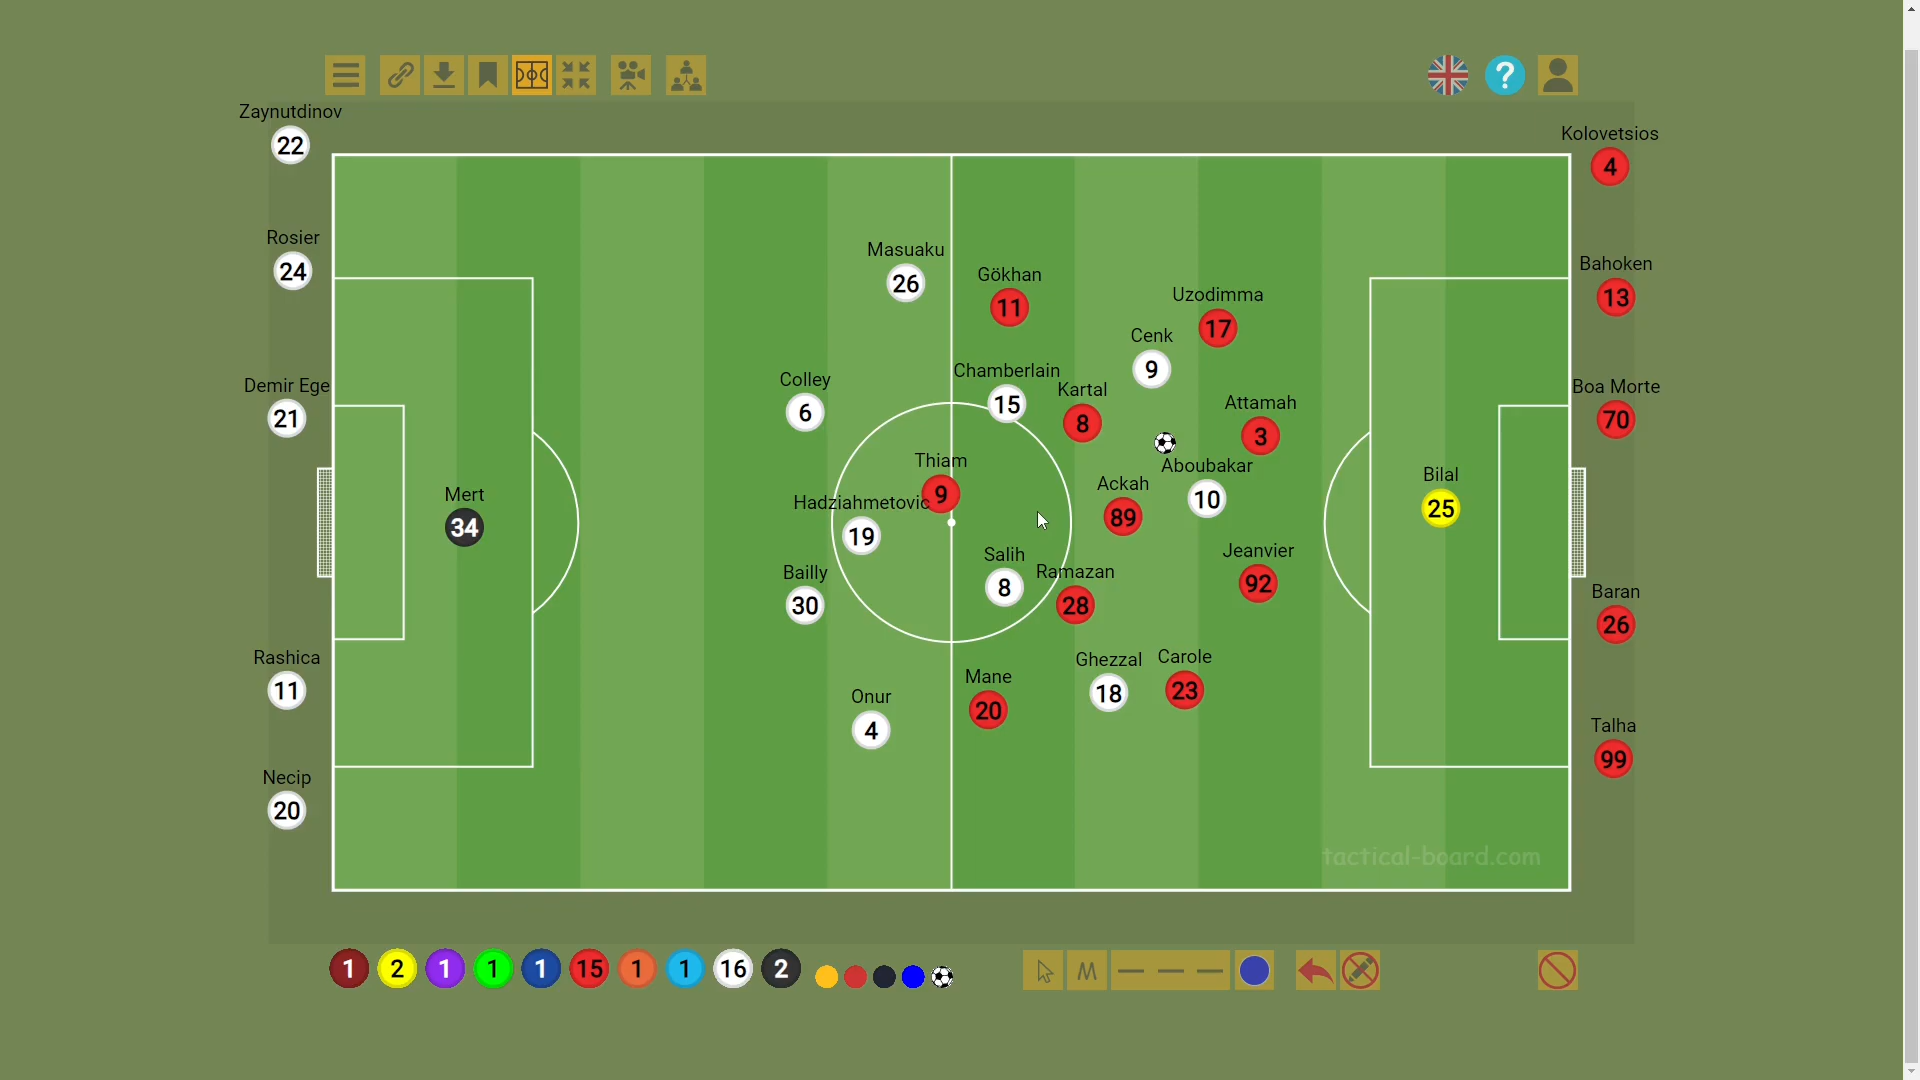 ?
Zaynutdinov
22
Kolovetsios
4
Rosier
24
Masuaku
26
Bahoken
13
Gökhan
11
Uzodimma
17
Cenk
9
Chamberlain
15
Colley
6
Demir Ege
21
Kartal
8
Attamah
3
Boa Morte
70
Thiam
9
Aboubakar
10
Bilal
25
Ackah
89
Mert
34
Hadziahmetovic
19
Salih
8
Jeanvier
92
Bailly
30
Ramazan
28
Baran
26
Rashica
11
Ghezzal
18
Carole
23
Mane
20
Onur
4
Talha
99
Necip
20
tactical-board.com
1 2 1 1 1 15 1 1 16 2
M